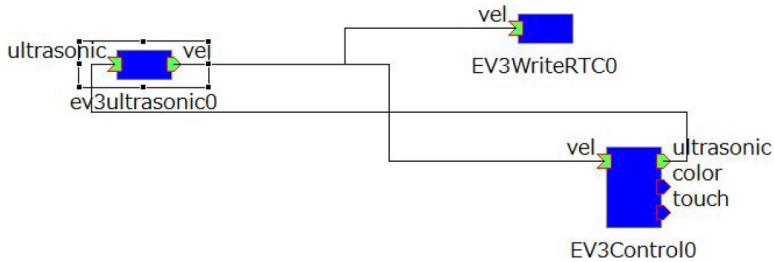 vel
EV3WriteRTC0
ultrasonic
vel
ev3ultrasonic0
vel
ultrasonic
color
touch
EV3Control0